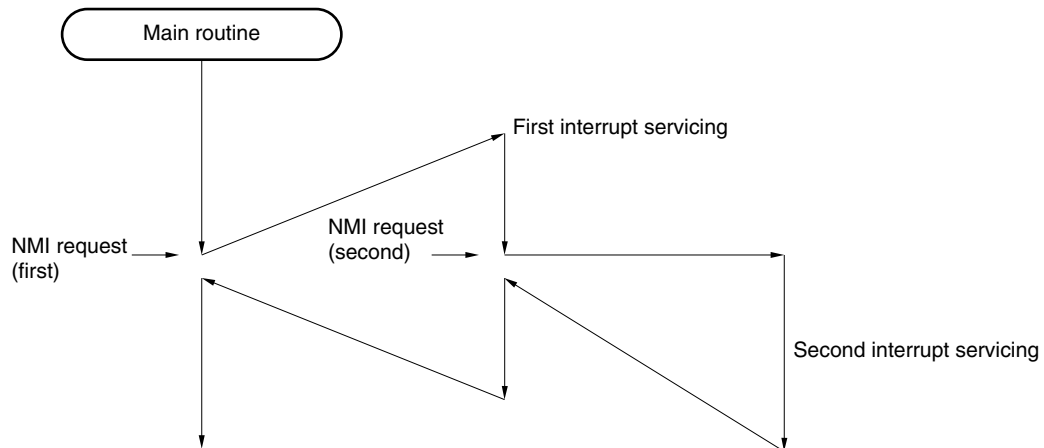 Main routine
First interrupt servicing
NMI request
(first)
NMI request
(second)
Second interrupt servicing